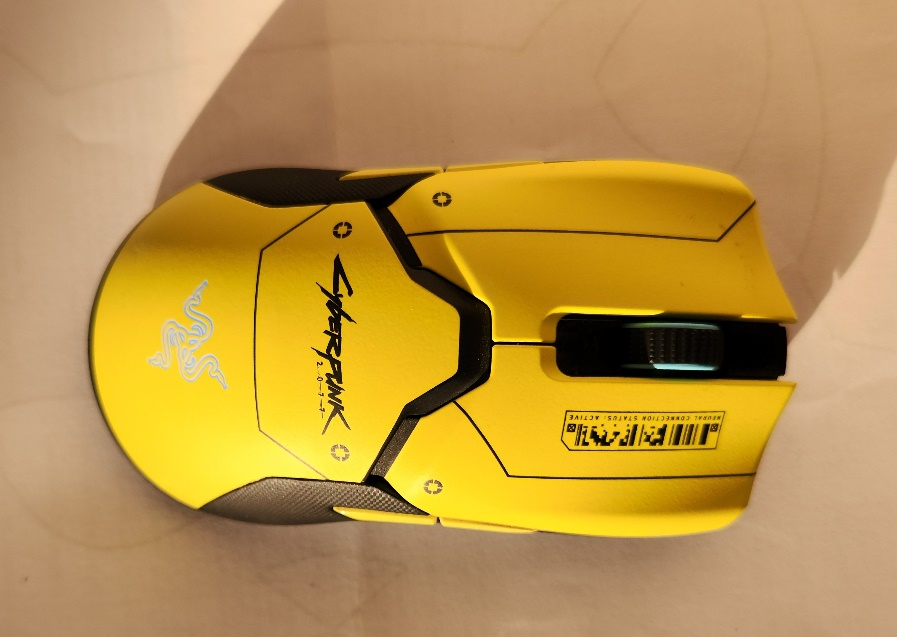 CYBERPUNK
2077
NEURAL CONNECTION STATUS: ACTIVE